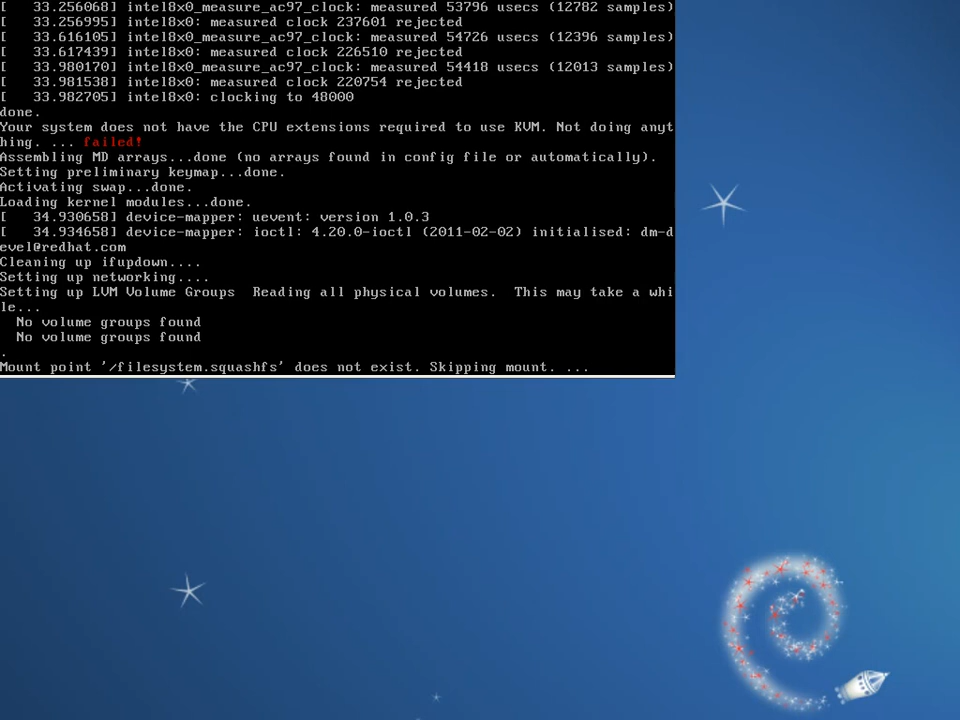 [   33.256068] intel8x0_measure_ac97_clock: measured 53796 usecs (12782 samples)
[   33.256995] intel8x0: measured clock 237601 rejected
[   33.616105] intel8x0_measure_ac97_clock: measured 54726 usecs (12396 samples)
[   33.617439] intel8x0: measured clock 226510 rejected
[   33.980170] intel8x0_measure_ac97_clock: measured 54418 usecs (12013 samples)
[   33.981538] intel8x0: measured clock 220754 rejected
[   33.982705] intel8x0: clocking to 48000
done.
Your system does not have the CPU extensions required to use KVM. Not doing anyt
hing. ... failed!
Assembling MD arrays...done (no arrays found in config file or automatically).
Setting preliminary keymap...done.
Activating swap...done.
Loading kernel modules...done.
[   34.930658] device-mapper: uevent: version 1.0.3
[   34.934658] device-mapper: ioctl: 4.20.0-ioctl (2011-02-02) initialised: dm-d
evel@redhat.com
Cleaning up ifupdown....
Setting up networking....
Setting up LVM Volume Groups  Reading all physical volumes.  This may take a whi
le...
  No volume groups found
  No volume groups found
.
Mount point '/filesystem.squashfs' does not exist. Skipping mount. ...